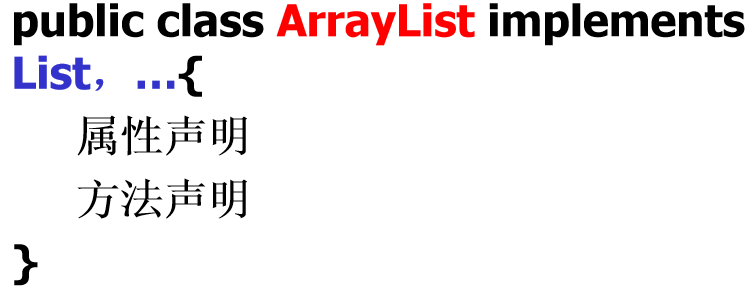 public class ArrayList implements
List，…{
属性声明
方法声明
}